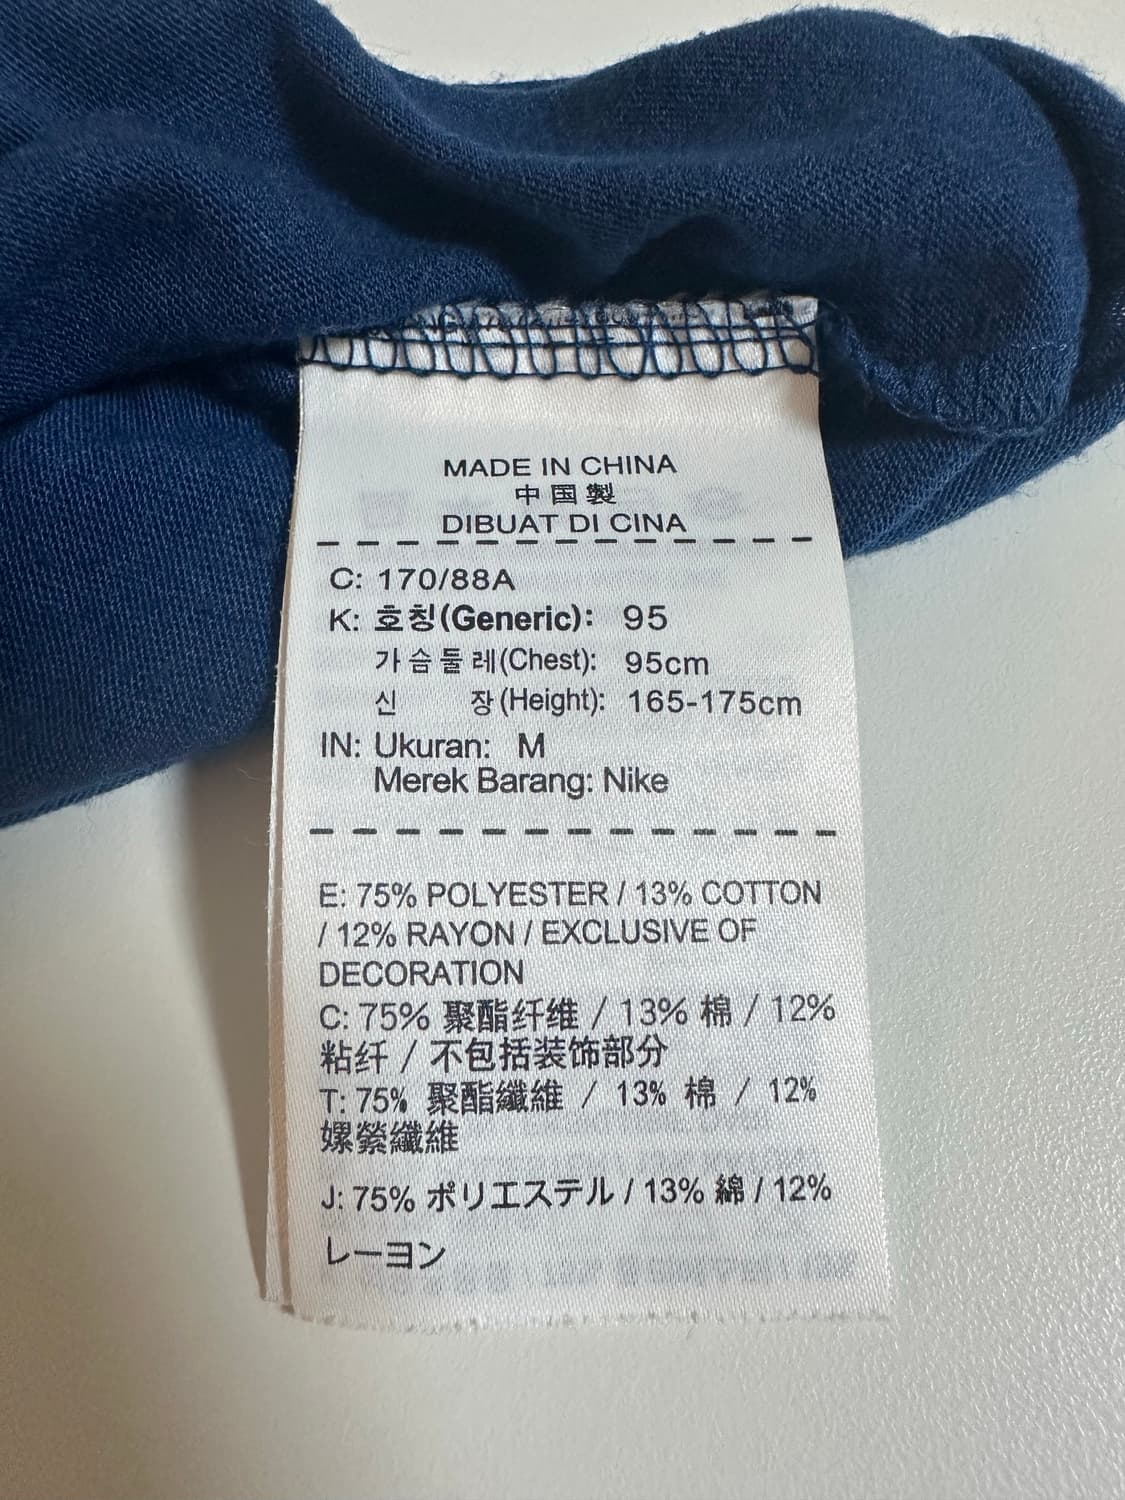 MADE IN CHINA
中国製
DIBUAT DI CINA
C: 170/88A
K: 호칭(Generic): 95
가슴둘레(Chest): 95cm
신 장(Height): 165-175cm
IN: Ukuran: M
Merek Barang: Nike
E: 75% POLYESTER / 13% COTTON
/ 12% RAYON / EXCLUSIVE OF
DECORATION
C: 75% 聚酯纤维 / 13% 棉 / 12%
粘纤 / 不包括装饰部分
T: 75% 聚酯纖維 / 13% 棉 / 12%
嫘縈纖維
J: 75% ポリエステル / 13% 綿 / 12%
レーヨン